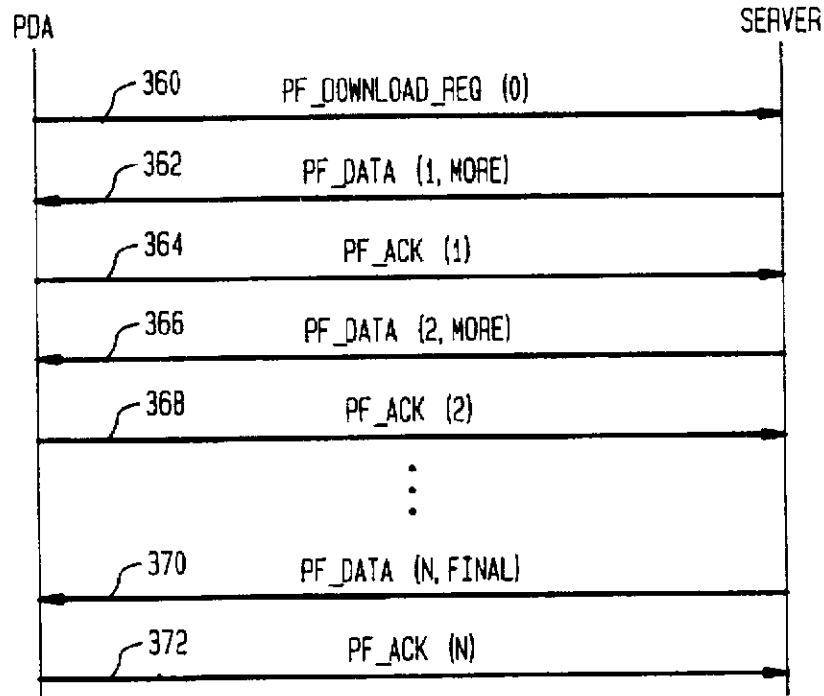 PDA
SERVER
360
PF_DOWNLOAD_REQ (0)
362
PF_DATA (1, MORE)
364
PF_ACK (1)
366
PF_DATA (2, MORE)
368
PF_ACK (2)
370
PF_DATA (N, FINAL)
372
PF_ACK (N)